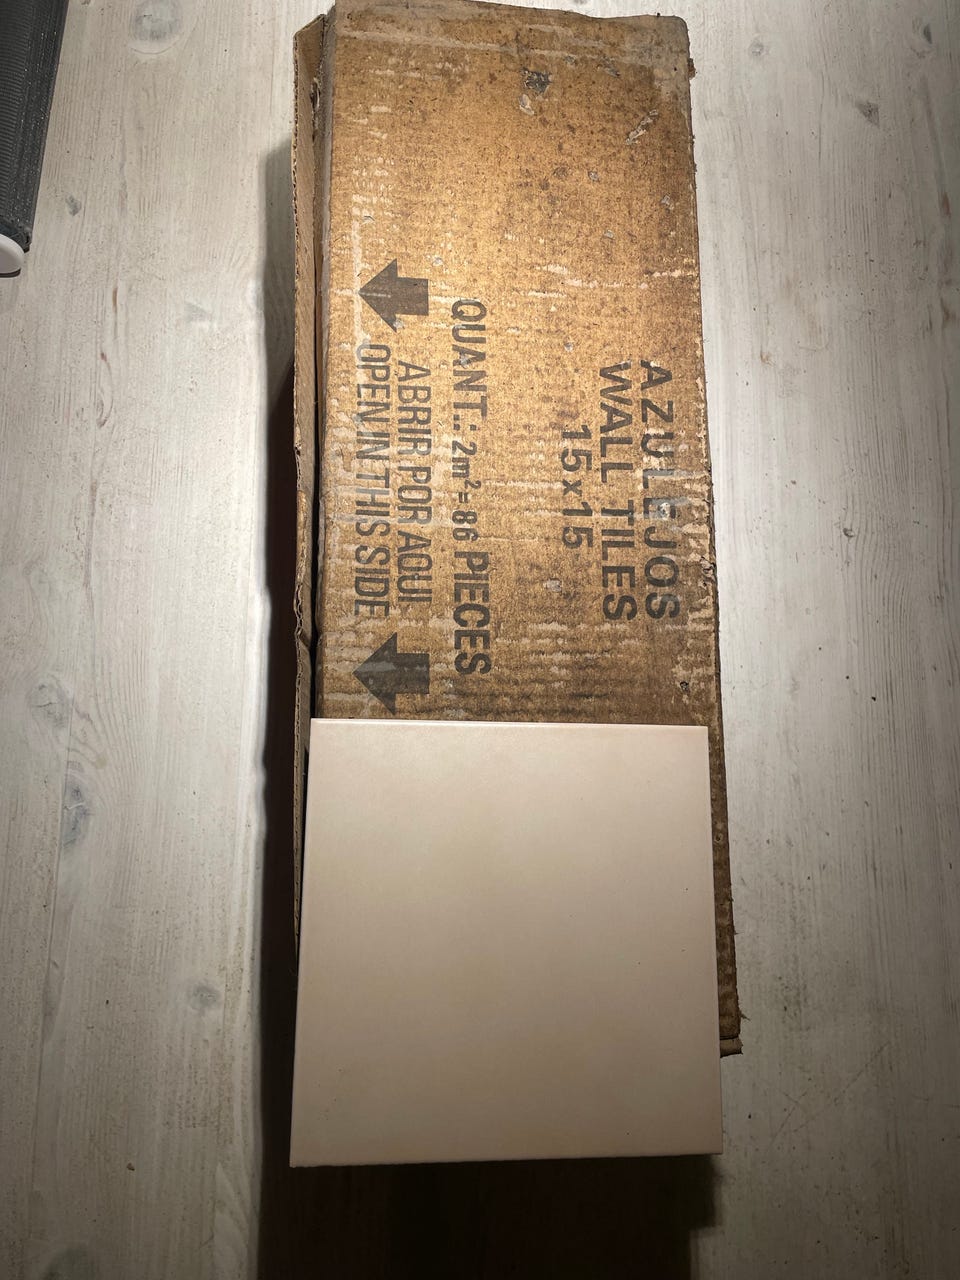 AZULEJOS
WALL TILES
15x15
QUANT.: 2m²= 86 PIECES
ABRIR POR AQUI
OPEN IN THIS SIDE